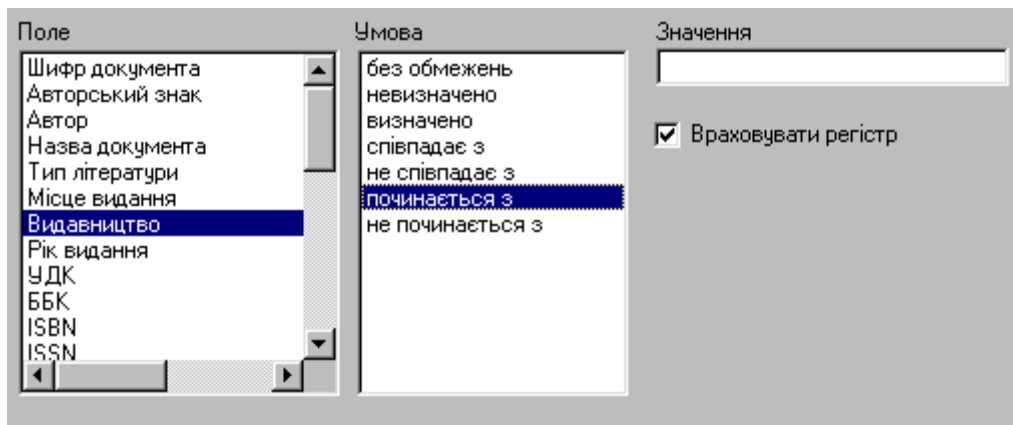 Поле
Шифр документа
Авторський знак
Автор
Назва документа
Тип літератури
Місце видання
Видавництво
Рік видання
УДК
ББК
ISBN
ISSN
Умова
без обмежень
невизначено
визначено
співпадає з
не співпадає з
починається з
не починається з
Значення
Враховувати регістр